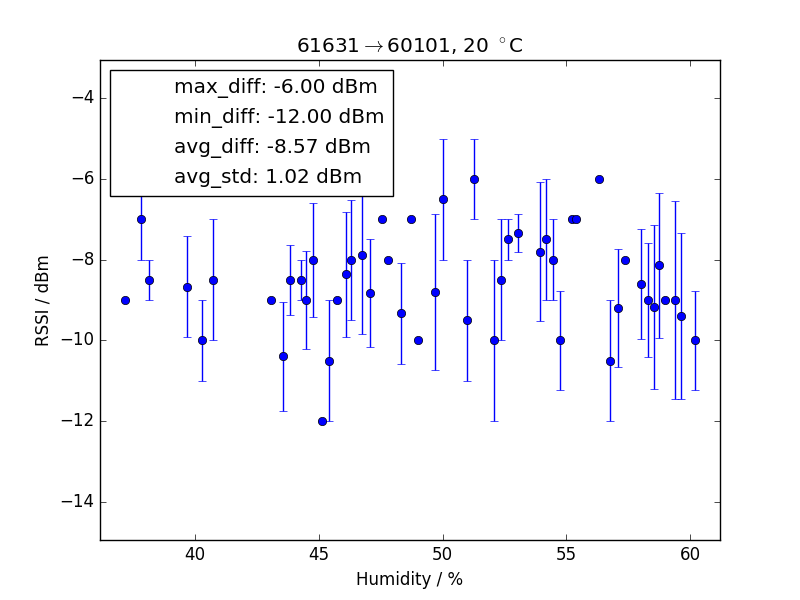 61631→60101, 20 °C
max_diff: -6.00 dBm
min_diff: -12.00 dBm
avg_diff: -8.57 dBm
avg_std: 1.02 dBm
RSSI / dBm
−4
−6
−8
−10
−12
−14
40 45 50 55 60
Humidity / %